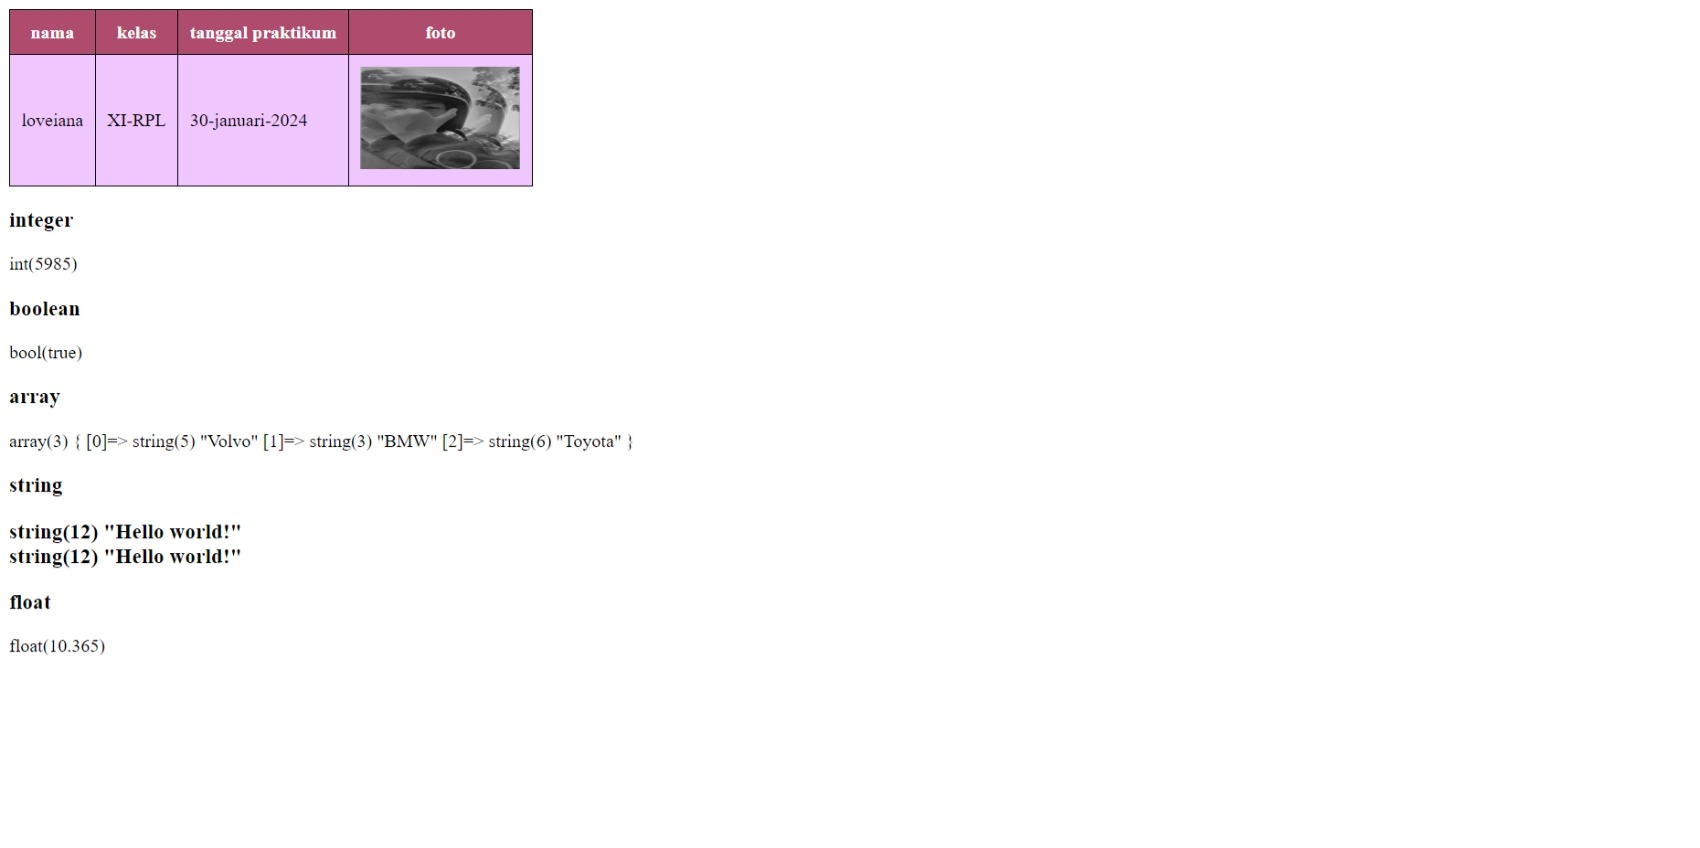 nama kelas tanggal praktikum foto
loveiana XI-RPL 30-januari-2024
integer
int(5985)
boolean
bool(true)
array
array(3) { [0]=> string(5) "Volvo" [1]=> string(3) "BMW" [2]=> string(6) "Toyota" }
string
string(12) "Hello world!"
string(12) "Hello world!"
float
float(10.365)